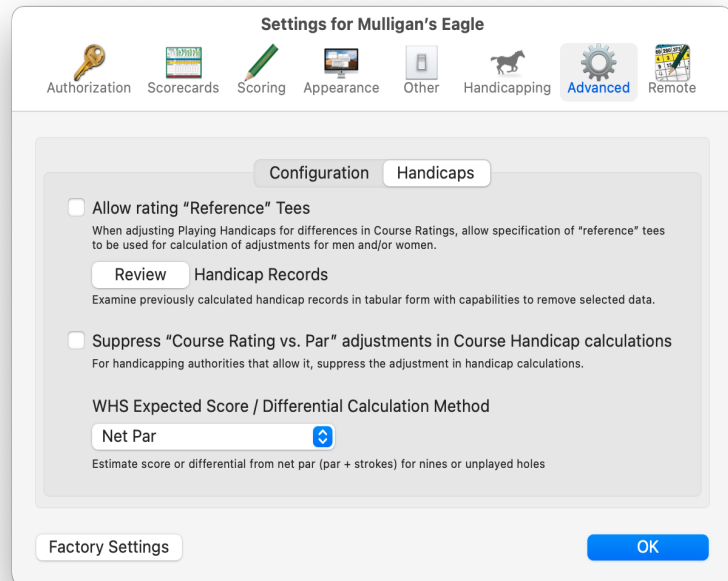 Settings for Mulligan’s Eagle
Authorization Scorecards Scoring Appearance Other Handicapping Advanced Remote
Configuration Handicaps
Allow rating “Reference” Tees
When adjusting Playing Handicaps for differences in Course Ratings, allow specification of “reference” tees
to be used for calculation of adjustments for men and/or women.
Review Handicap Records
Examine previously calculated handicap records in tabular form with capabilities to remove selected data.
Suppress “Course Rating vs. Par” adjustments in Course Handicap calculations
For handicapping authorities that allow it, suppress the adjustment in handicap calculations.
WHS Expected Score / Differential Calculation Method
Net Par
Estimate score or differential from net par (par + strokes) for nines or unplayed holes
Factory Settings OK